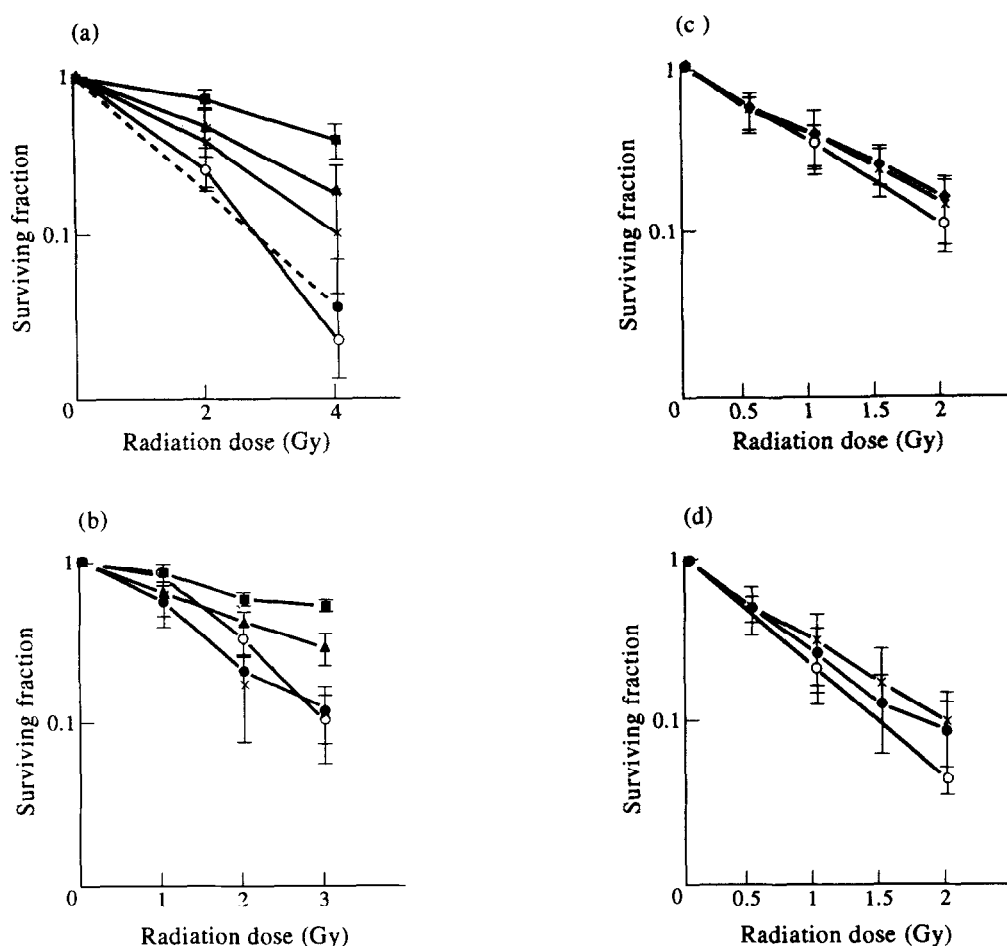 (a)
1
0.1
Surviving fraction
0
2
4
Radiation dose (Gy)
(b)
1
0.1
Surviving fraction
0
1
2
3
Radiation dose (Gy)
(c )
1
0.1
Surviving fraction
0
0.5
1
1.5
2
Radiation dose (Gy)
(d)
1
0.1
Surviving fraction
0
0.5
1
1.5
2
Radiation dose (Gy)